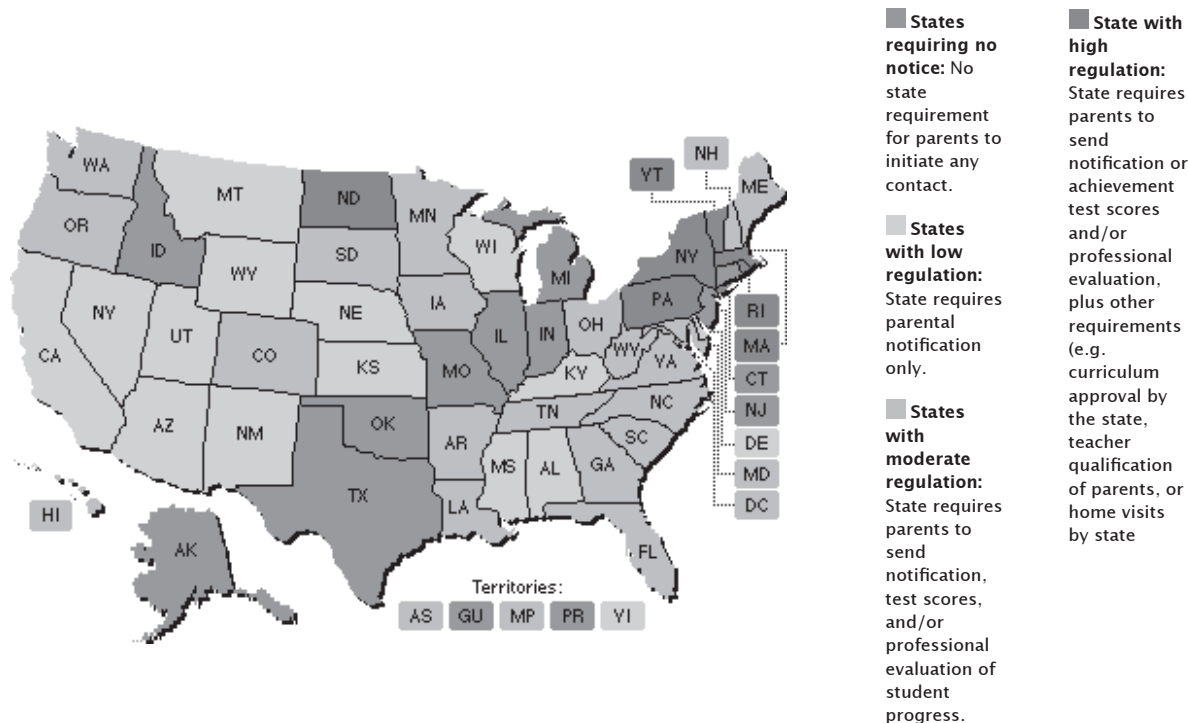 WA
OR
CA
NV
ID
MT
WY
UT
CO
AZ
NM
ND
SD
NE
KS
OK
TX
MN
IA
MO
AR
LA
WI
IL
MI
IN
OH
KY
TN
MS
AL
GA
FL
SC
NC
VA
WV
PA
NY
ME
VT
NH
RI
MA
CT
NJ
DE
MD
DC
HI
AK
Territories:
AS GU MP PR VI
States
requiring no
notice: No
state
requirement
for parents to
initiate any
contact.
States
with low
regulation:
State requires
parental
notification
only.
States
with
moderate
regulation:
State requires
parents to
send
notification,
test scores,
and/or
professional
evaluation of
student
progress.
State with
high
regulation:
State requires
parents to
send
notification or
achievement
test scores
and/or
professional
evaluation,
plus other
requirements
(e.g.
curriculum
approval by
the state,
teacher
qualification
of parents, or
home visits
by state